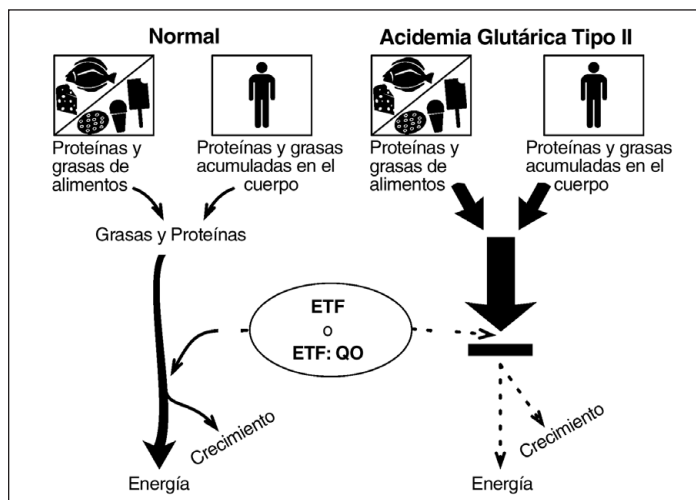 Normal
Proteínas y
grasas de
alimentos
Proteínas y grasas
acumuladas en el
cuerpo
Grasas y Proteínas
Crecimiento
Energía
ETF
o
ETF: QO
Acidemia Glutárica Tipo II
Proteínas y
grasas de
alimentos
Proteínas y grasas
acumuladas en el
cuerpo
Crecimiento
Energía